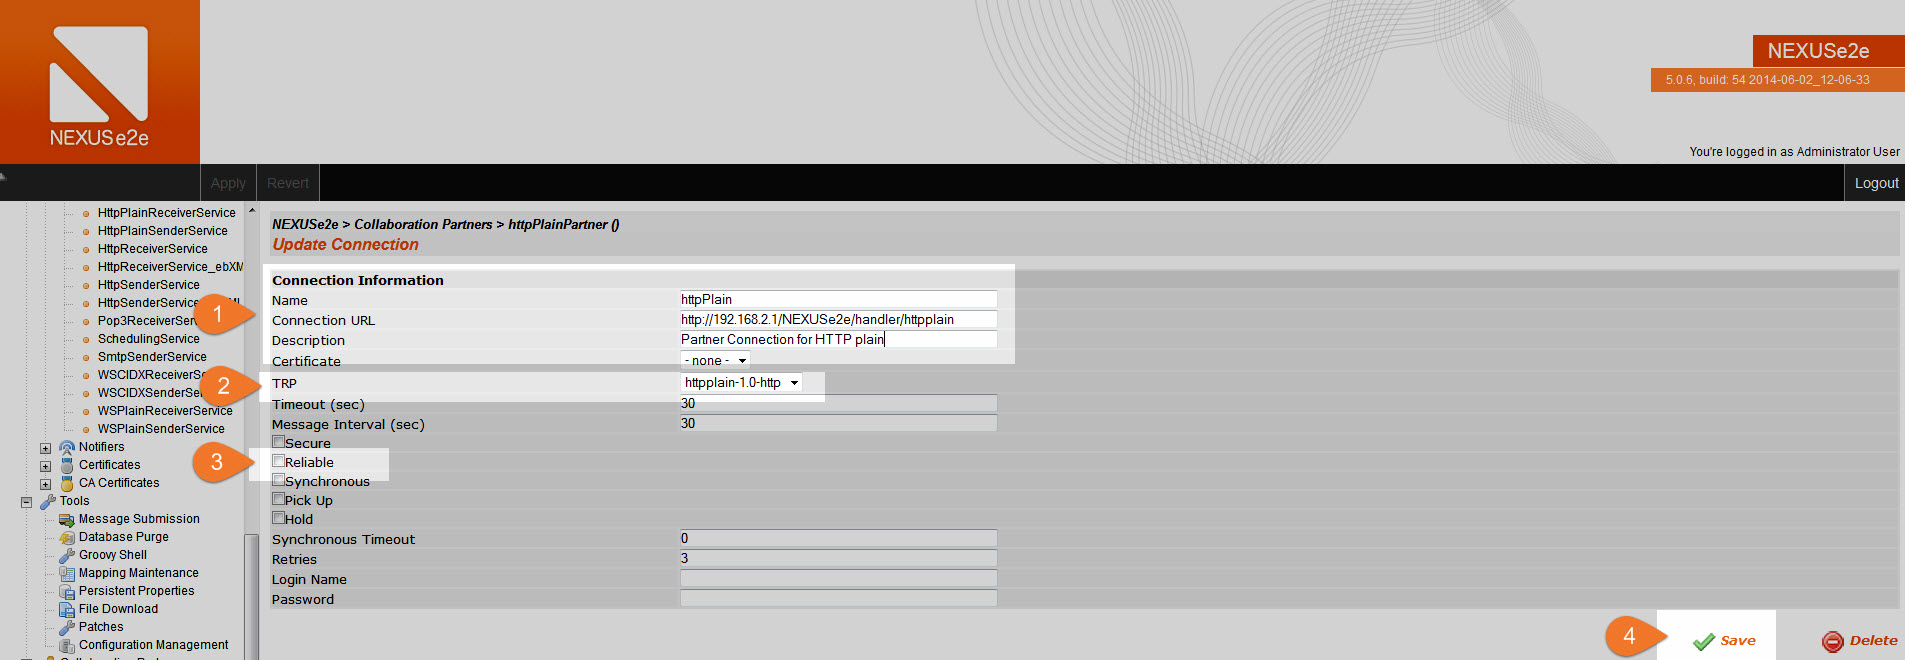 NEXUSe2e
NEXUSe2e
5.0.6, build: 54 2014-06-02_12-06-33
You're logged in as Administrator User
Apply
Revert
Logout
HttpPlainReceiverService
HttpPlainSenderService
HttpReceiverService
HttpReceiverService_ebXM
HttpSenderService
HttpSenderService
Pop3ReceiverSer
SchedulingService
SmtpSenderService
WSCIDXReceiverS
WSCIDXSenderSe
WSPlainReceiverService
WSPlainSenderService
Notifiers
Certificates
CA Certificates
Tools
Message Submission
Database Purge
Groovy Shell
Mapping Maintenance
Persistent Properties
File Download
Patches
Configuration Management
NEXUSe2e > Collaboration Partners > httpPlainPartner ()
Update Connection
Connection Information
Name httpPlain
1
Connection URL http://192.168.2.1/NEXUSe2e/handler/httpplain
Description Partner Connection for HTTP plain
Certificate - none -
2
TRP httpplain-1.0-http
Timeout (sec) 30
Message Interval (sec) 30
Secure
3
Reliable
Synchronous
Pick Up
Hold
Synchronous Timeout 0
Retries 3
Login Name
Password
4
Save
Delete